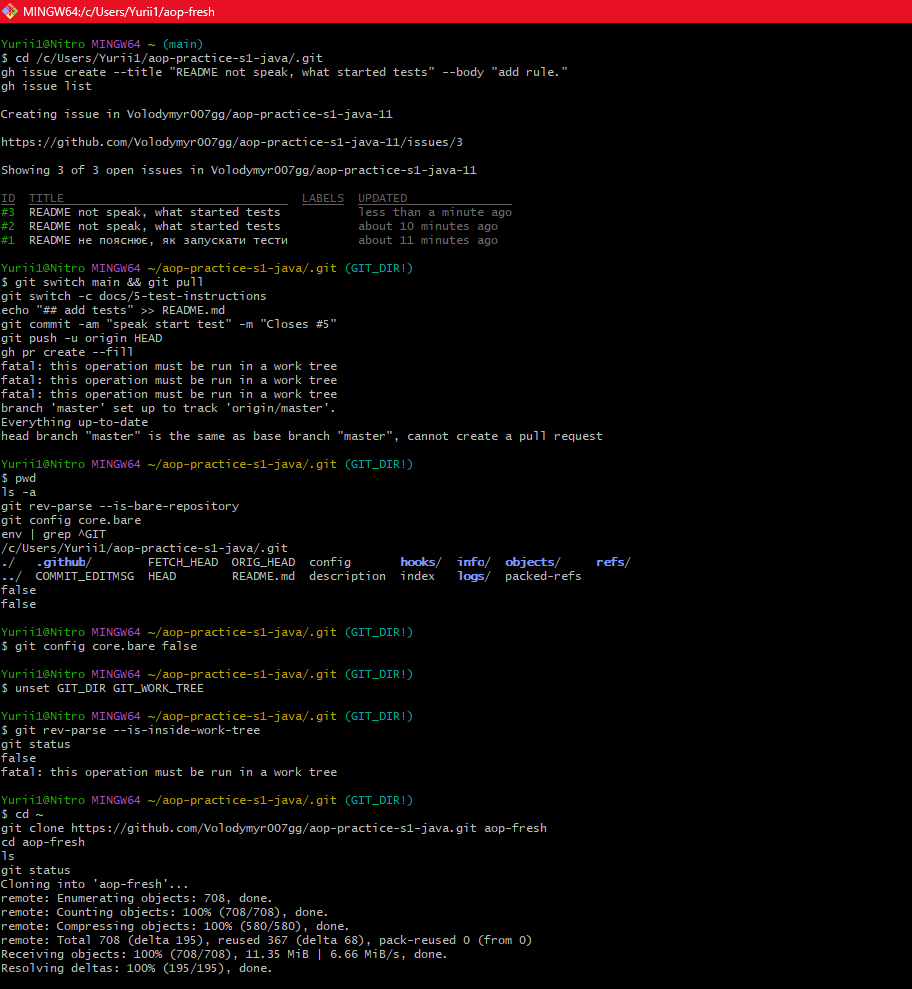 MINGW64:/c/Users/Yurii1/aop-fresh
Yurii1@Nitro MINGW64 ~ (main)
$ cd /c/Users/Yurii1/aop-practice-s1-java/.git
gh issue create --title "README not speak, what started tests" --body "add rule."
gh issue list
Creating issue in Volodymyr007gg/aop-practice-s1-java-11
https://github.com/Volodymyr007gg/aop-practice-s1-java-11/issues/3
Showing 3 of 3 open issues in Volodymyr007gg/aop-practice-s1-java-11
ID TITLE LABELS UPDATED
#3 README not speak, what started tests less than a minute ago
#2 README not speak, what started tests about 10 minutes ago
#1 README не пояснює, як запускати тести about 11 minutes ago
Yurii1@Nitro MINGW64 ~/aop-practice-s1-java/.git (GIT_DIR!)
$ git switch main && git pull
git switch -c docs/5-test-instructions
echo "## add tests" >> README.md
git commit -am "speak start test" -m "Closes #5"
git push -u origin HEAD
gh pr create --fill
fatal: this operation must be run in a work tree
fatal: this operation must be run in a work tree
fatal: this operation must be run in a work tree
branch 'master' set up to track 'origin/master'.
Everything up-to-date
head branch "master" is the same as base branch "master", cannot create a pull request
Yurii1@Nitro MINGW64 ~/aop-practice-s1-java/.git (GIT_DIR!)
$ pwd
ls -a
git rev-parse --is-bare-repository
git config core.bare
env | grep ^GIT
/c/Users/Yurii1/aop-practice-s1-java/.git
./ .github/ FETCH_HEAD ORIG_HEAD config hooks/ info/ objects/ refs/
../ COMMIT_EDITMSG HEAD README.md description index logs/ packed-refs
false
false
Yurii1@Nitro MINGW64 ~/aop-practice-s1-java/.git (GIT_DIR!)
$ git config core.bare false
Yurii1@Nitro MINGW64 ~/aop-practice-s1-java/.git (GIT_DIR!)
$ unset GIT_DIR GIT_WORK_TREE
Yurii1@Nitro MINGW64 ~/aop-practice-s1-java/.git (GIT_DIR!)
$ git rev-parse --is-inside-work-tree
git status
false
fatal: this operation must be run in a work tree
Yurii1@Nitro MINGW64 ~/aop-practice-s1-java/.git (GIT_DIR!)
$ cd ~
git clone https://github.com/Volodymyr007gg/aop-practice-s1-java.git aop-fresh
cd aop-fresh
ls
git status
Cloning into 'aop-fresh'...
remote: Enumerating objects: 708, done.
remote: Counting objects: 100% (708/708), done.
remote: Compressing objects: 100% (580/580), done.
remote: Total 708 (delta 195), reused 367 (delta 68), pack-reused 0 (from 0)
Receiving objects: 100% (708/708), 11.35 MiB | 6.66 MiB/s, done.
Resolving deltas: 100% (195/195), done.